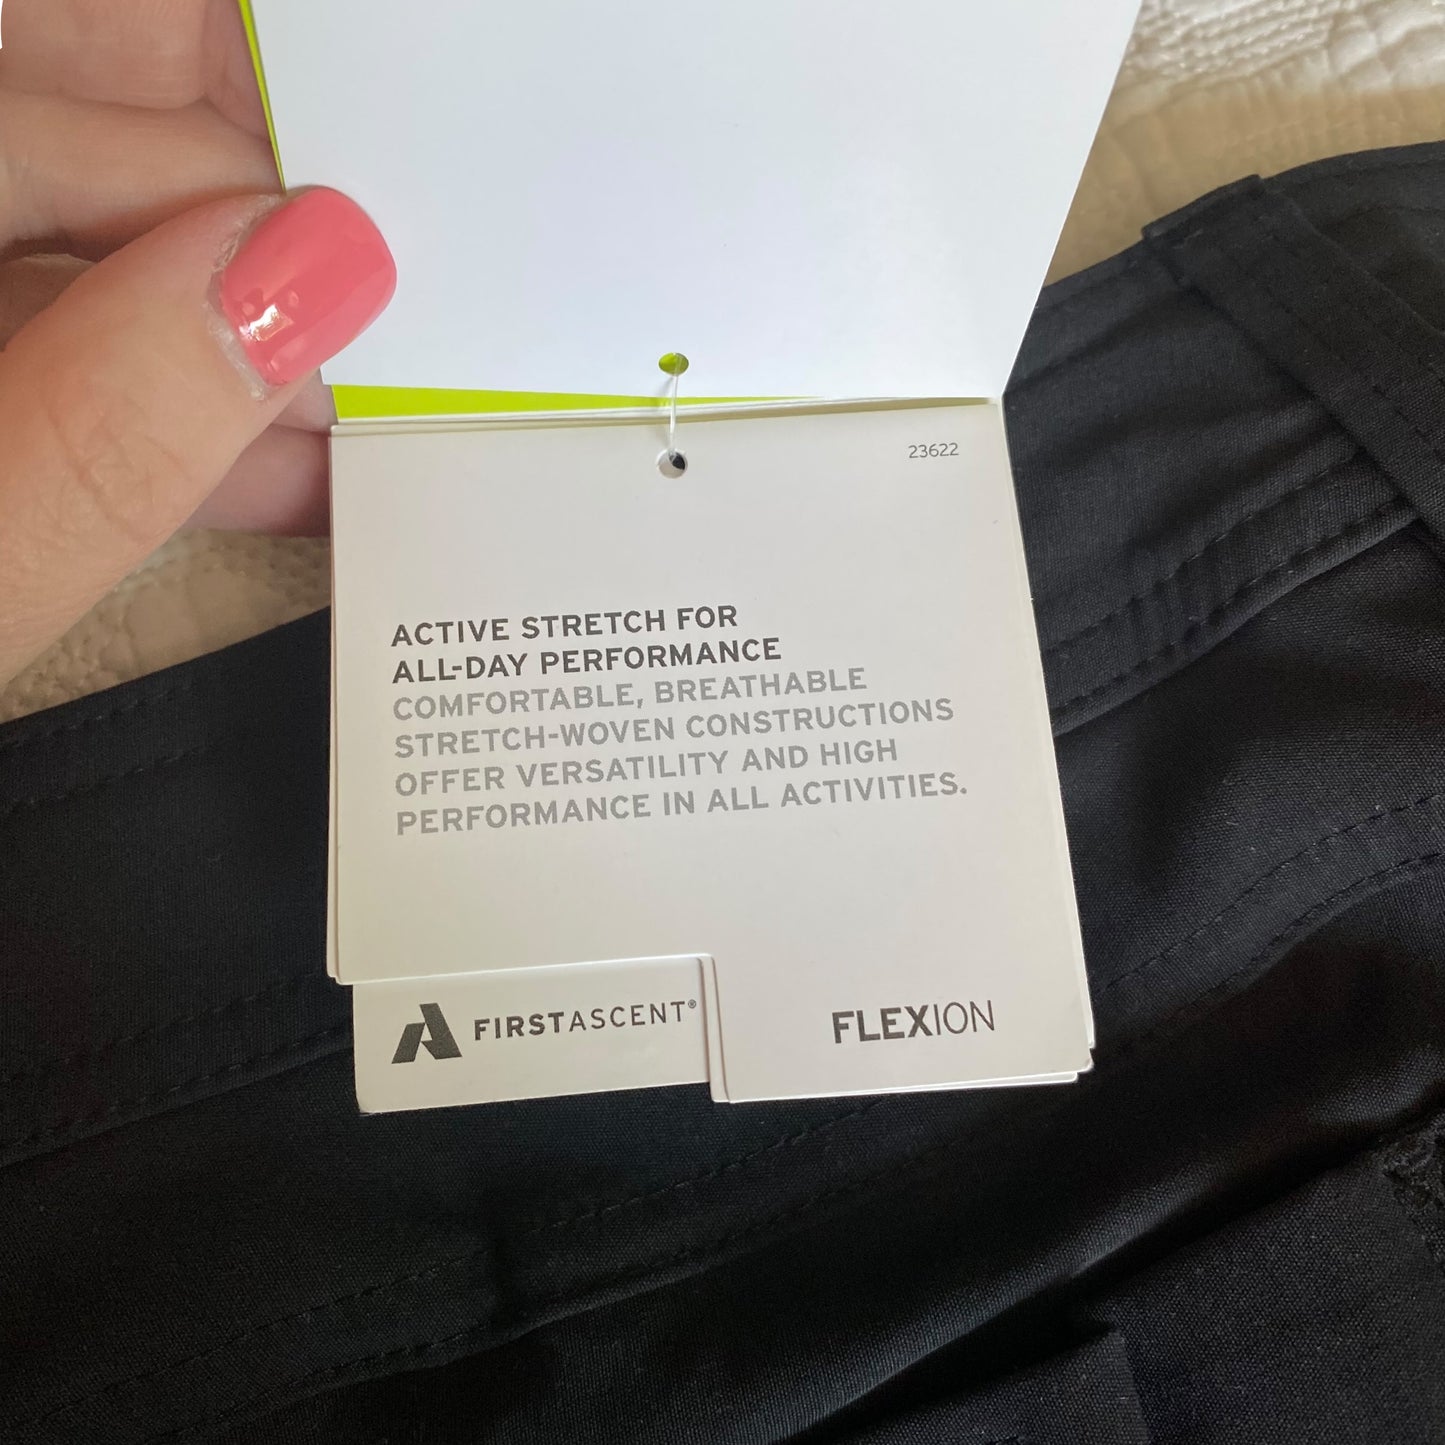 23622
ACTIVE STRETCH FOR
ALL-DAY PERFORMANCE
COMFORTABLE, BREATHABLE
STRETCH-WOVEN CONSTRUCTIONS
OFFER VERSATILITY AND HIGH
PERFORMANCE IN ALL ACTIVITIES.
FIRSTASCENT®
FLEXION